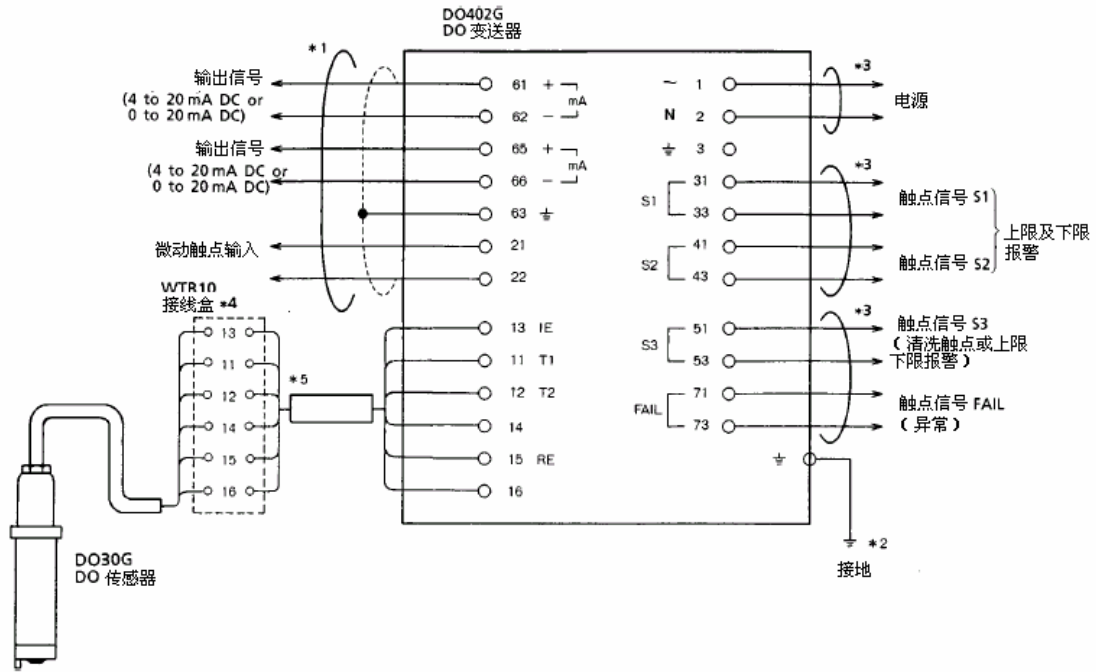 DO402G
DO 变送器
*1
输出信号
(4 to 20 mA DC or
0 to 20 mA DC)
输出信号
(4 to 20 mA DC or
0 to 20 mA DC)
微动触点输入
61 +
mA
62 −
65 +
mA
66 −
63
21
22
13 IE
11 T1
12 T2
14
15 RE
16
~ 1
N 2
3
S1
31
33
S2
41
43
S3
51
53
FAIL
71
73
*3
电源
*3
触点信号 S1
触点信号 S2
上限及下限
报警
*3
触点信号 S3
(清洗触点或上限
下限报警)
触点信号 FAIL
(异常)
*2
接地
WTB10
接线盒 *4
13
11
12
14
15
16
*5
DO30G
DO 传感器